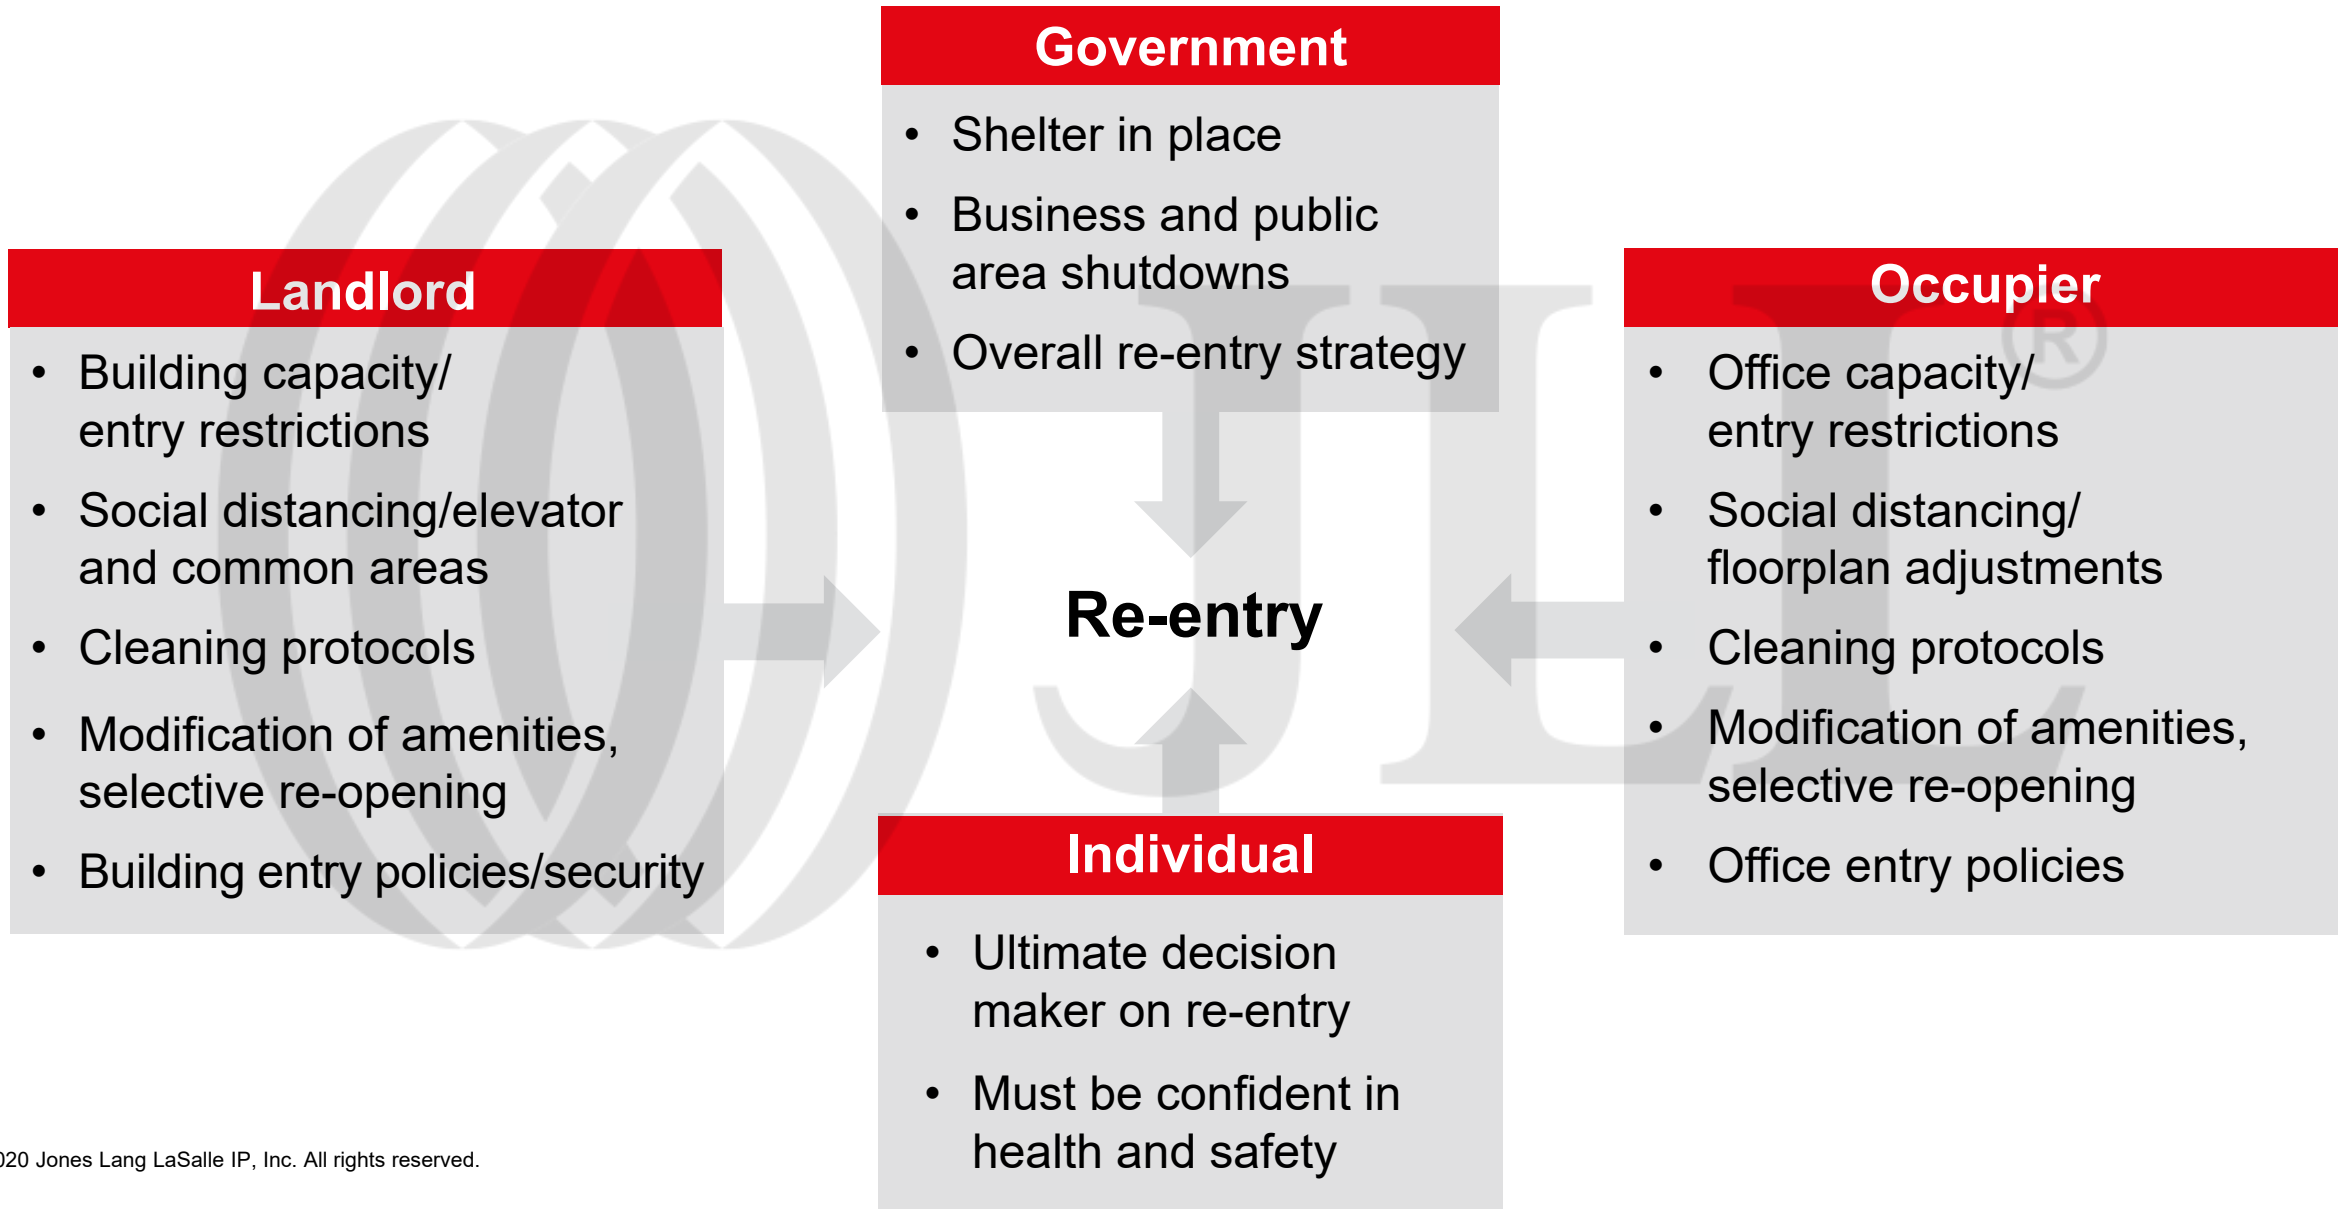 Government
• Shelter in place
• Business and public
area shutdowns
• Overall re-entry strategy
Landlord
• Building capacity/
entry restrictions
• Social distancing/elevator
and common areas
• Cleaning protocols
• Modification of amenities,
selective re-opening
• Building entry policies/security
Re-entry
Occupier
• Office capacity/
entry restrictions
• Social distancing/
floorplan adjustments
• Cleaning protocols
• Modification of amenities,
selective re-opening
• Office entry policies
Individual
• Ultimate decision
maker on re-entry
• Must be confident in
health and safety
JLL®
020 Jones Lang LaSalle IP, Inc. All rights reserved.